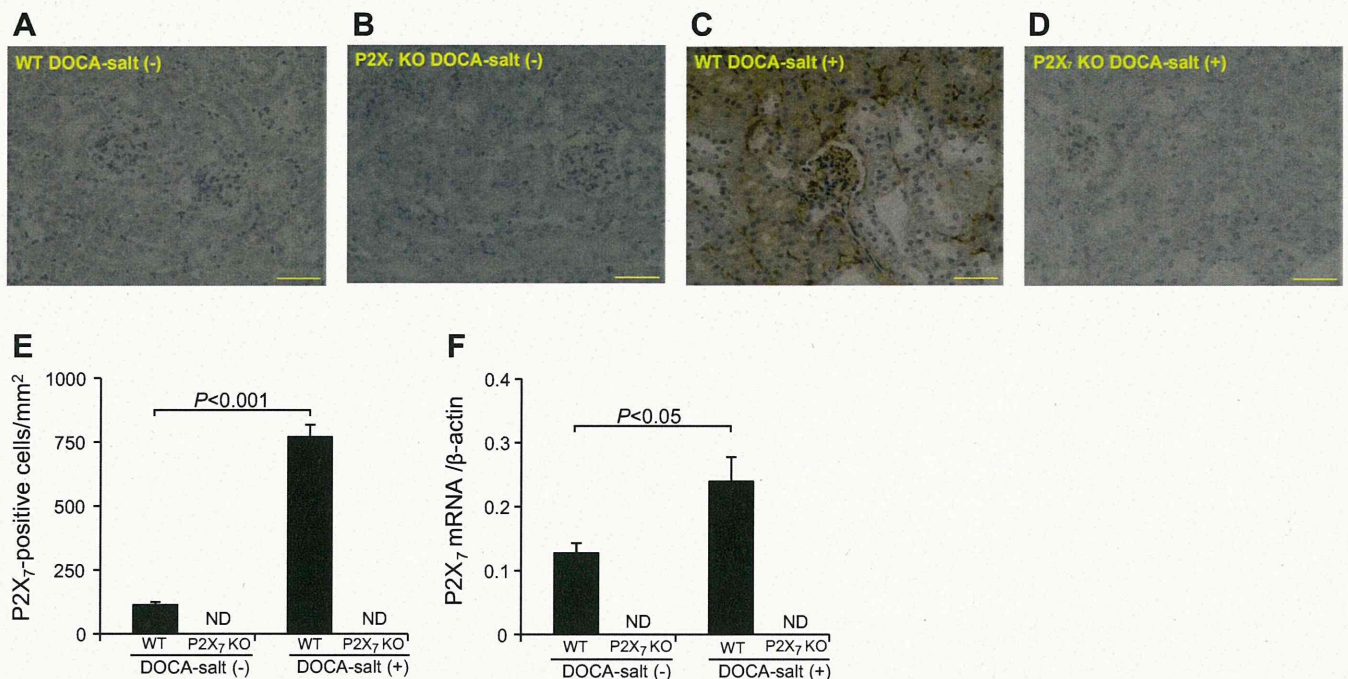 A
B
C
D
WT DOCA-salt (-)
P2X₇ KO DOCA-salt (-)
WT DOCA-salt (+)
P2X₇ KO DOCA-salt (+)
E
F
P2X₇-positive cells/mm²
1000
750
500
250
0
P<0.001
ND
ND
WT
P2X₇ KO
WT
P2X₇ KO
DOCA-salt (-)
DOCA-salt (+)
P2X₇ mRNA /β-actin
0.4
0.3
0.2
0.1
0
P<0.05
ND
ND
WT
P2X₇ KO
WT
P2X₇ KO
DOCA-salt (-)
DOCA-salt (+)